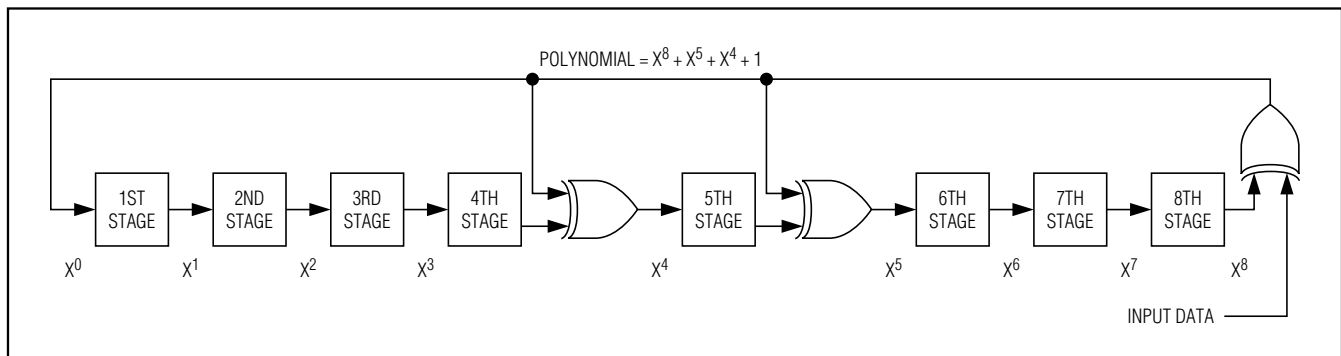 POLYNOMIAL = X⁸ + X⁵ + X⁴ + 1
1ST
STAGE
2ND
STAGE
3RD
STAGE
4TH
STAGE
5TH
STAGE
6TH
STAGE
7TH
STAGE
8TH
STAGE
X⁰
X¹
X²
X³
X⁴
X⁵
X⁶
X⁷
X⁸
INPUT DATA